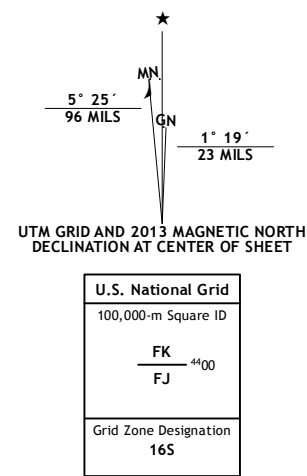 ★
MN.
GN
5° 25´
96 MILS
1° 19´
23 MILS
UTM GRID AND 2013 MAGNETIC NORTH
DECLINATION AT CENTER OF SHEET
U.S. National Grid
100,000-m Square ID
FK
4400
FJ
Grid Zone Designation
16S